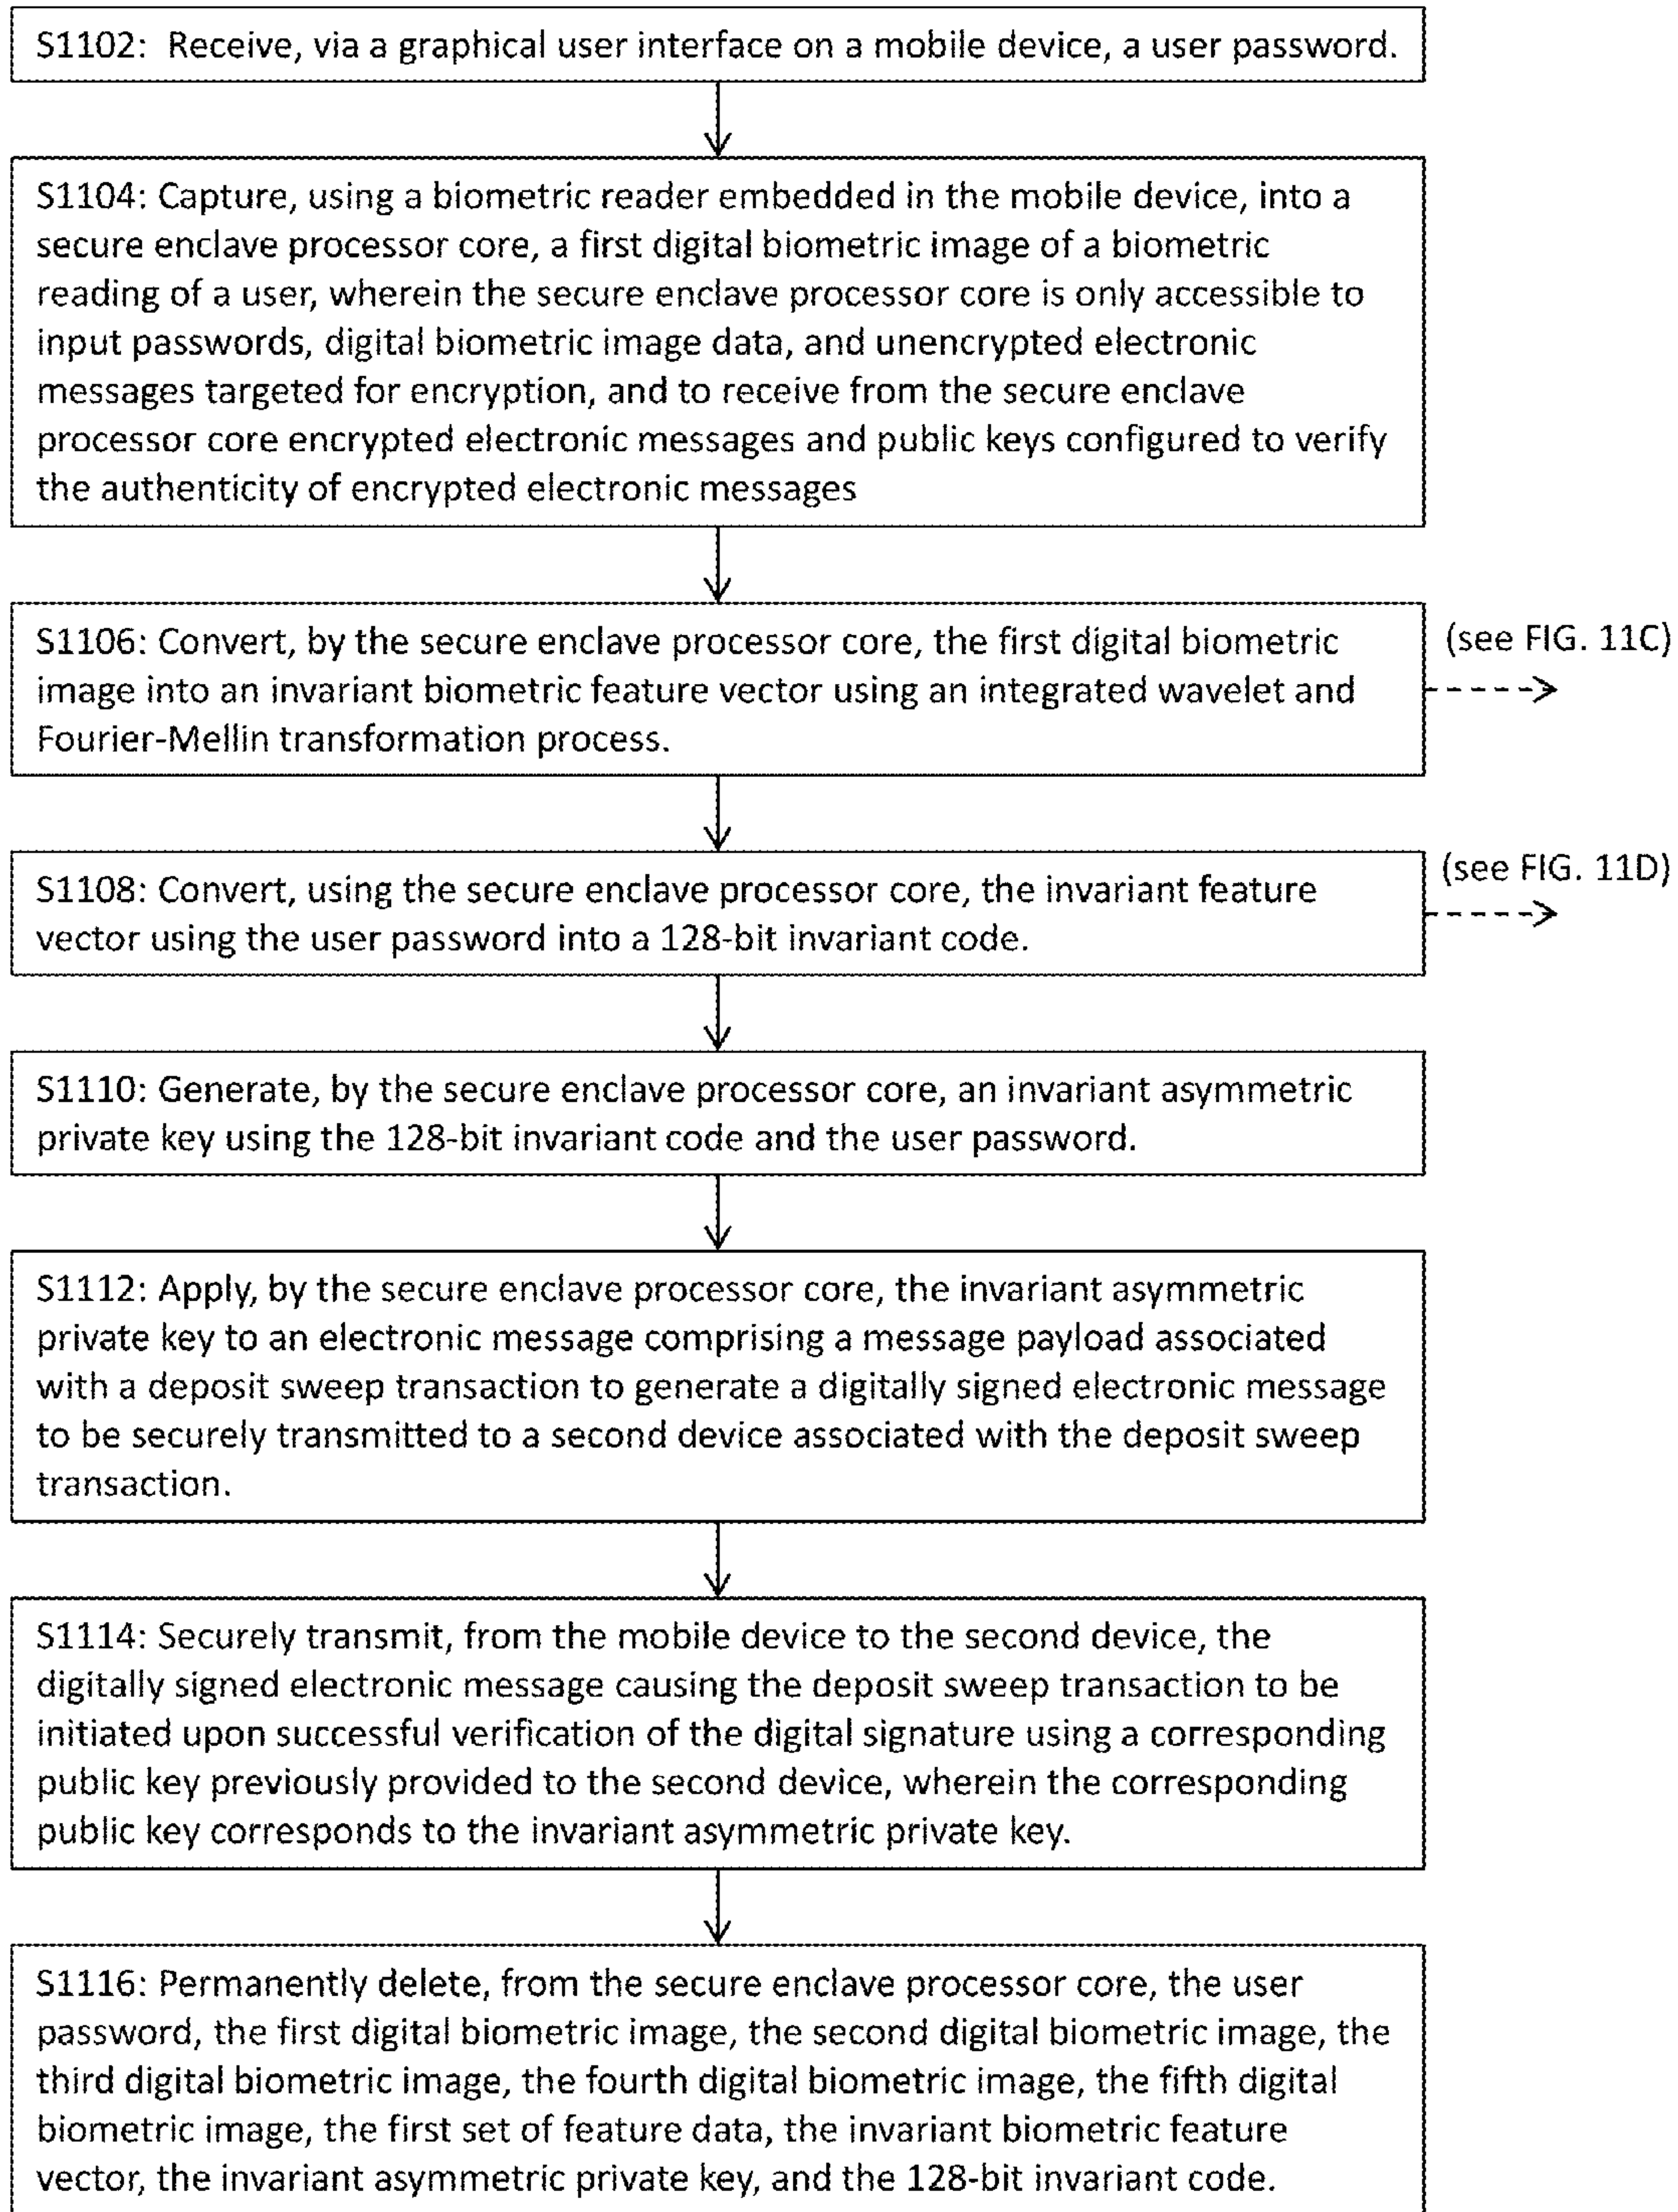 S1102: Receive, via a graphical user interface on a mobile device, a user password.
S1104: Capture, using a biometric reader embedded in the mobile device, into a
secure enclave processor core, a first digital biometric image of a biometric
reading of a user, wherein the secure enclave processor core is only accessible to
input passwords, digital biometric image data, and unencrypted electronic
messages targeted for encryption, and to receive from the secure enclave
processor core encrypted electronic messages and public keys configured to verify
the authenticity of encrypted electronic messages
S1106: Convert, by the secure enclave processor core, the first digital biometric
image into an invariant biometric feature vector using an integrated wavelet and
Fourier-Mellin transformation process.
(see FIG. 11C)
S1108: Convert, using the secure enclave processor core, the invariant feature
vector using the user password into a 128-bit invariant code.
(see FIG. 11D)
S1110: Generate, by the secure enclave processor core, an invariant asymmetric
private key using the 128-bit invariant code and the user password.
S1112: Apply, by the secure enclave processor core, the invariant asymmetric
private key to an electronic message comprising a message payload associated
with a deposit sweep transaction to generate a digitally signed electronic message
to be securely transmitted to a second device associated with the deposit sweep
transaction.
S1114: Securely transmit, from the mobile device to the second device, the
digitally signed electronic message causing the deposit sweep transaction to be
initiated upon successful verification of the digital signature using a corresponding
public key previously provided to the second device, wherein the corresponding
public key corresponds to the invariant asymmetric private key.
S1116: Permanently delete, from the secure enclave processor core, the user
password, the first digital biometric image, the second digital biometric image, the
third digital biometric image, the fourth digital biometric image, the fifth digital
biometric image, the first set of feature data, the invariant biometric feature
vector, the invariant asymmetric private key, and the 128-bit invariant code.